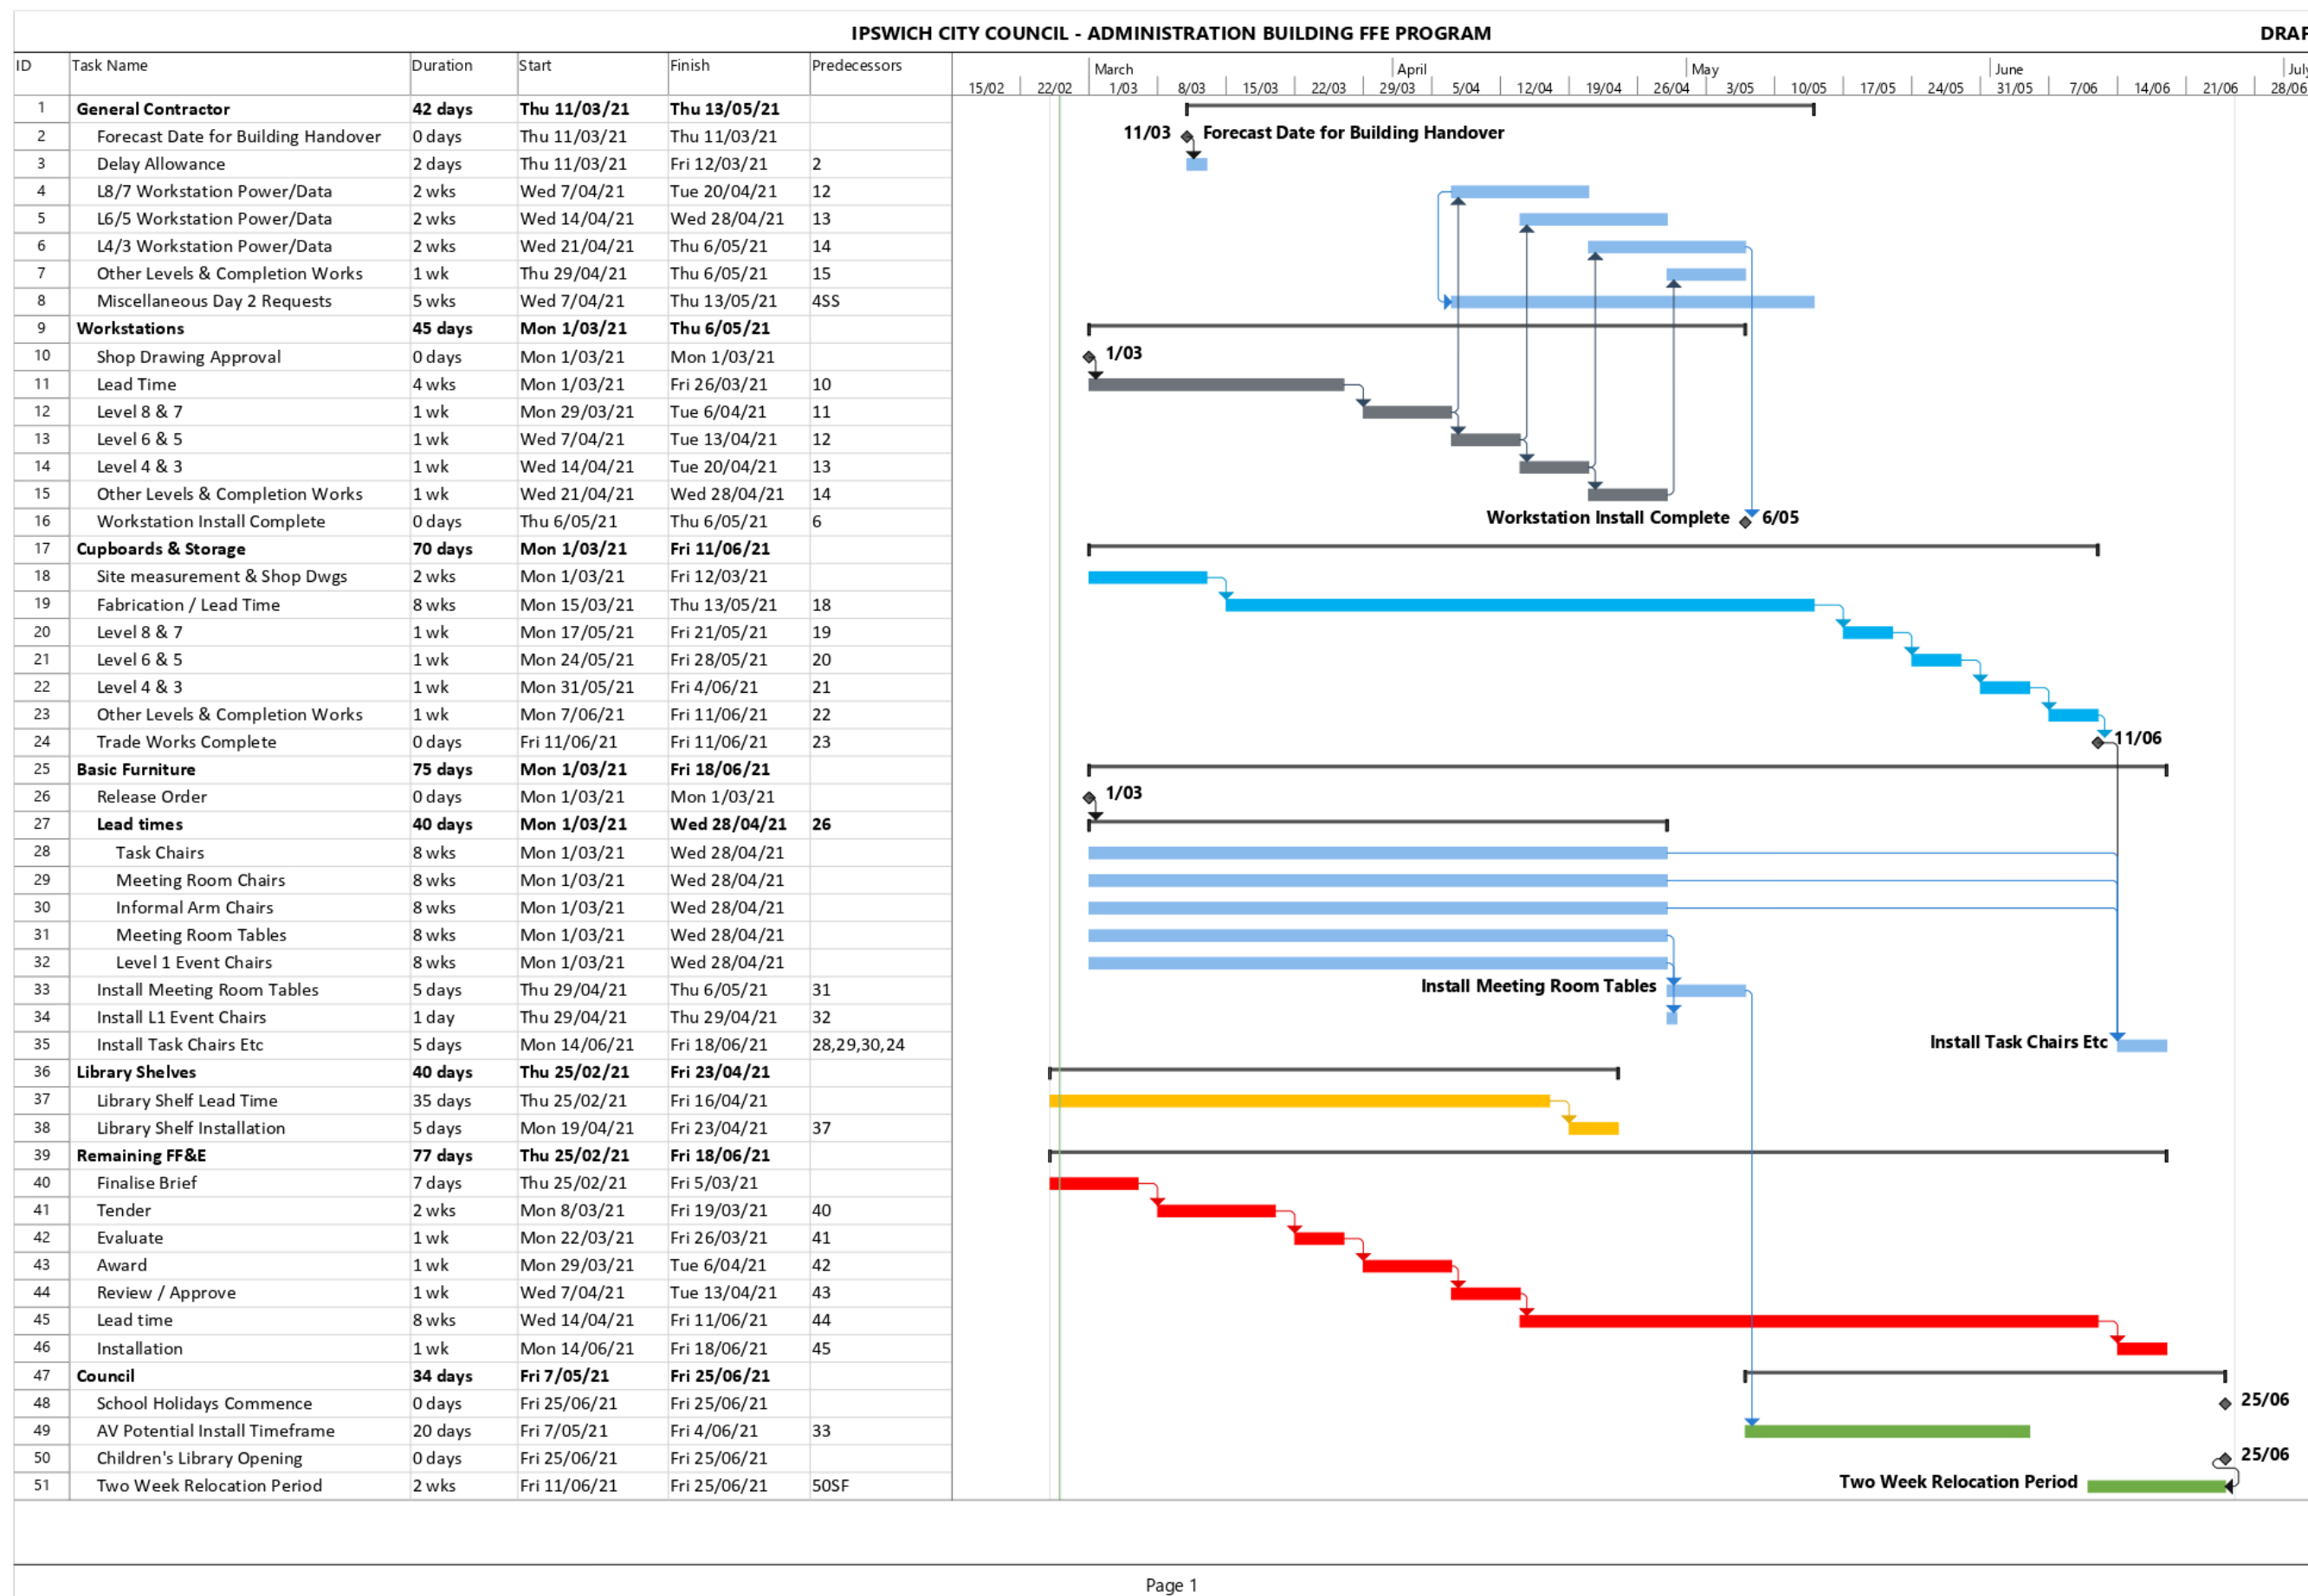 IPSWICH CITY COUNCIL - ADMINISTRATION BUILDING FFE PROGRAM
ID Task Name Duration Start Finish Predecessors
March April May June
15/02 22/02 1/03 8/03 15/03 22/03 29/03 5/04 12/04 19/04 26/04 3/05 10/05 17/05 24/05 31/05 7/06 14/06 21/06 28/06
1 General Contractor 42 days Thu 11/03/21 Thu 13/05/21
2 Forecast Date for Building Handover 0 days Thu 11/03/21 Thu 11/03/21 11/03 Forecast Date for Building Handover
3 Delay Allowance 2 days Thu 11/03/21 Fri 12/03/21 2
4 L8/7 Workstation Power/Data 2 wks Wed 7/04/21 Tue 20/04/21 12
5 L6/5 Workstation Power/Data 2 wks Wed 14/04/21 Wed 28/04/21 13
6 L4/3 Workstation Power/Data 2 wks Wed 21/04/21 Thu 6/05/21 14
7 Other Levels & Completion Works 1 wk Thu 29/04/21 Thu 6/05/21 15
8 Miscellaneous Day 2 Requests 5 wks Wed 7/04/21 Thu 13/05/21 4SS
9 Workstations 45 days Mon 1/03/21 Thu 6/05/21
10 Shop Drawing Approval 0 days Mon 1/03/21 Mon 1/03/21 1/03
11 Lead Time 4 wks Mon 1/03/21 Fri 26/03/21 10
12 Level 8 & 7 1 wk Mon 29/03/21 Tue 6/04/21 11
13 Level 6 & 5 1 wk Wed 7/04/21 Tue 13/04/21 12
14 Level 4 & 3 1 wk Wed 14/04/21 Tue 20/04/21 13
15 Other Levels & Completion Works 1 wk Wed 21/04/21 Wed 28/04/21 14
16 Workstation Install Complete 0 days Thu 6/05/21 Thu 6/05/21 6 Workstation Install Complete 6/05
17 Cupboards & Storage 70 days Mon 1/03/21 Fri 11/06/21
18 Site measurement & Shop Dwgs 2 wks Mon 1/03/21 Fri 12/03/21
19 Fabrication / Lead Time 8 wks Mon 15/03/21 Thu 13/05/21 18
20 Level 8 & 7 1 wk Mon 17/05/21 Fri 21/05/21 19
21 Level 6 & 5 1 wk Mon 24/05/21 Fri 28/05/21 20
22 Level 4 & 3 1 wk Mon 31/05/21 Fri 4/06/21 21
23 Other Levels & Completion Works 1 wk Mon 7/06/21 Fri 11/06/21 22
24 Trade Works Complete 0 days Fri 11/06/21 Fri 11/06/21 23 11/06
25 Basic Furniture 75 days Mon 1/03/21 Fri 18/06/21
26 Release Order 0 days Mon 1/03/21 Mon 1/03/21 1/03
27 Lead times 40 days Mon 1/03/21 Wed 28/04/21 26
28 Task Chairs 8 wks Mon 1/03/21 Wed 28/04/21
29 Meeting Room Chairs 8 wks Mon 1/03/21 Wed 28/04/21
30 Informal Arm Chairs 8 wks Mon 1/03/21 Wed 28/04/21
31 Meeting Room Tables 8 wks Mon 1/03/21 Wed 28/04/21
32 Level 1 Event Chairs 8 wks Mon 1/03/21 Wed 28/04/21
33 Install Meeting Room Tables 5 days Thu 29/04/21 Thu 6/05/21 31 Install Meeting Room Tables
34 Install L1 Event Chairs 1 day Thu 29/04/21 Thu 29/04/21 32
35 Install Task Chairs Etc 5 days Mon 14/06/21 Fri 18/06/21 28,29,30,24 Install Task Chairs Etc
36 Library Shelves 40 days Thu 25/02/21 Fri 23/04/21
37 Library Shelf Lead Time 35 days Thu 25/02/21 Fri 16/04/21
38 Library Shelf Installation 5 days Mon 19/04/21 Fri 23/04/21 37
39 Remaining FF&E 77 days Thu 25/02/21 Fri 18/06/21
40 Finalise Brief 7 days Thu 25/02/21 Fri 5/03/21
41 Tender 2 wks Mon 8/03/21 Fri 19/03/21 40
42 Evaluate 1 wk Mon 22/03/21 Fri 26/03/21 41
43 Award 1 wk Mon 29/03/21 Tue 6/04/21 42
44 Review / Approve 1 wk Wed 7/04/21 Tue 13/04/21 43
45 Lead time 8 wks Wed 14/04/21 Fri 11/06/21 44
46 Installation 1 wk Mon 14/06/21 Fri 18/06/21 45
47 Council 34 days Fri 7/05/21 Fri 25/06/21
48 School Holidays Commence 0 days Fri 25/06/21 Fri 25/06/21 25/06
49 AV Potential Install Timeframe 20 days Fri 7/05/21 Fri 4/06/21 33
50 Children's Library Opening 0 days Fri 25/06/21 Fri 25/06/21 25/06
51 Two Week Relocation Period 2 wks Fri 11/06/21 Fri 25/06/21 50SF Two Week Relocation Period
Page 1